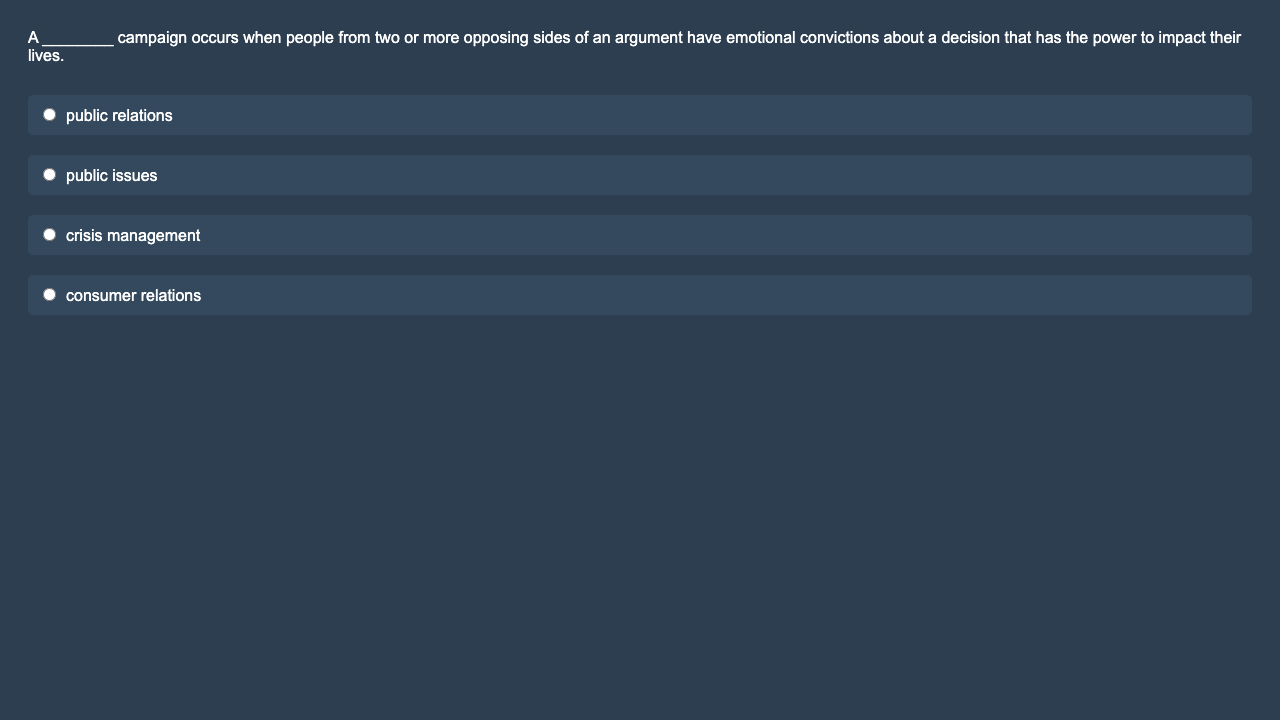 A ________ campaign occurs when people from two or more opposing sides of an argument have emotional convictions about a decision that has the power to impact their
lives.
public relations
public issues
crisis management
consumer relations